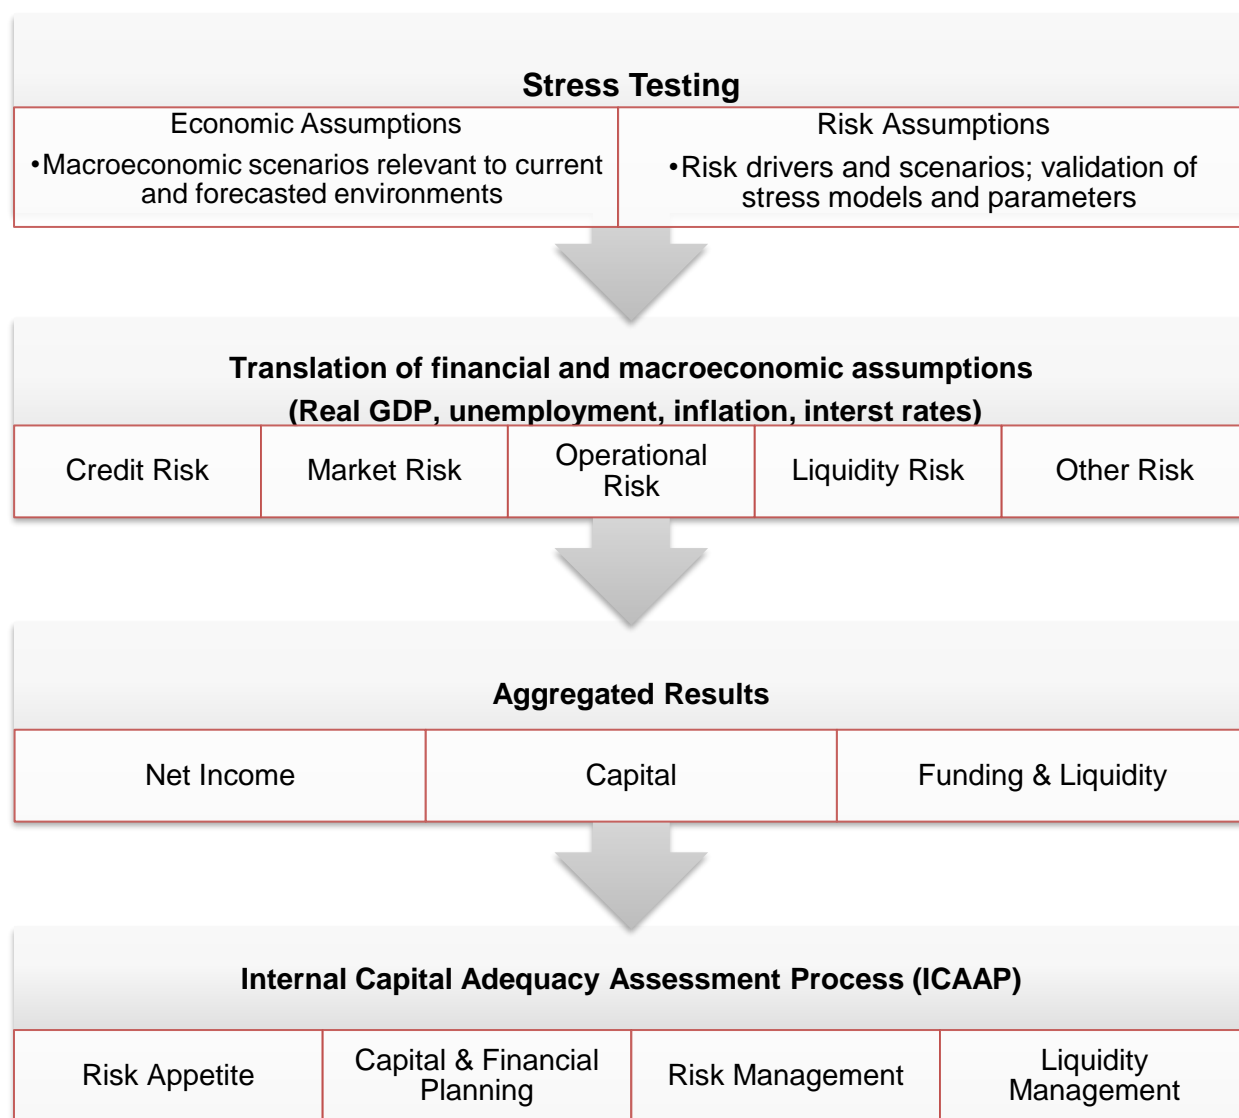 Stress Testing
Economic Assumptions
•Macroeconomic scenarios relevant to current
and forecasted environments
Risk Assumptions
•Risk drivers and scenarios; validation of
stress models and parameters
Translation of financial and macroeconomic assumptions
(Real GDP, unemployment, inflation, interst rates)
Credit Risk
Market Risk
Operational
Risk
Liquidity Risk
Other Risk
Aggregated Results
Net Income
Capital
Funding & Liquidity
Internal Capital Adequacy Assessment Process (ICAAP)
Risk Appetite
Capital & Financial
Planning
Risk Management
Liquidity
Management